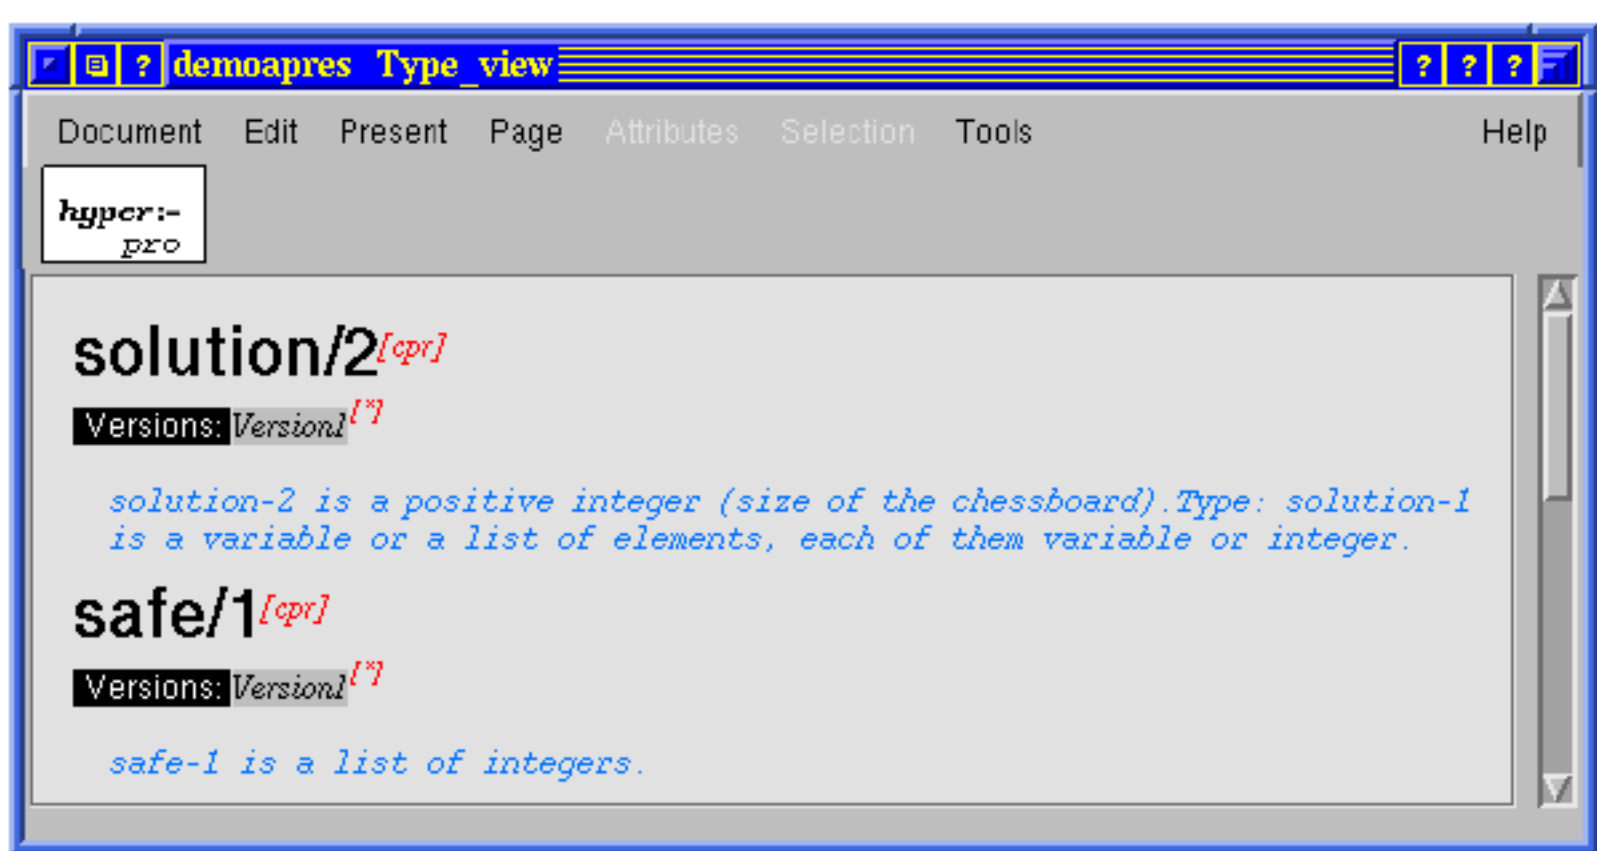 ? demoapres Type_view ? ? ?
Document Edit Present Page Attributes Selection Tools Help
hyper:-
pro
solution/2[cpr]
Versions: Version1[*]
solution-2 is a positive integer (size of the chessboard).Type: solution-1
is a variable or a list of elements, each of them variable or integer.
safe/1[cpr]
Versions: Version1[*]
safe-1 is a list of integers.